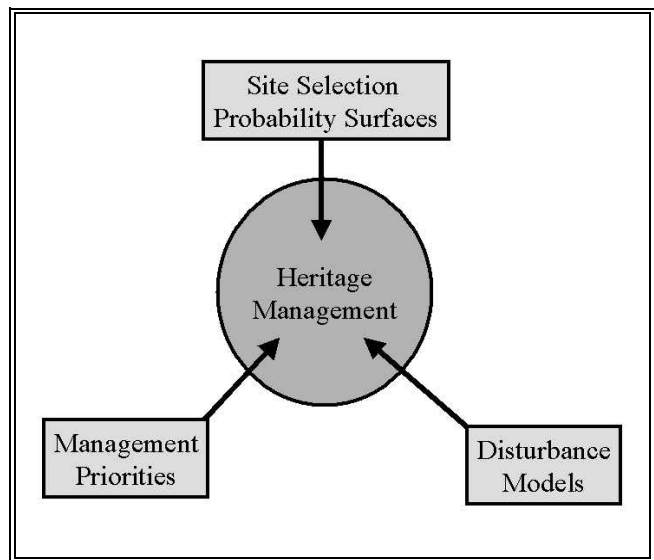 Site Selection
Probability Surfaces
Heritage
Management
Management
Priorities
Disturbance
Models